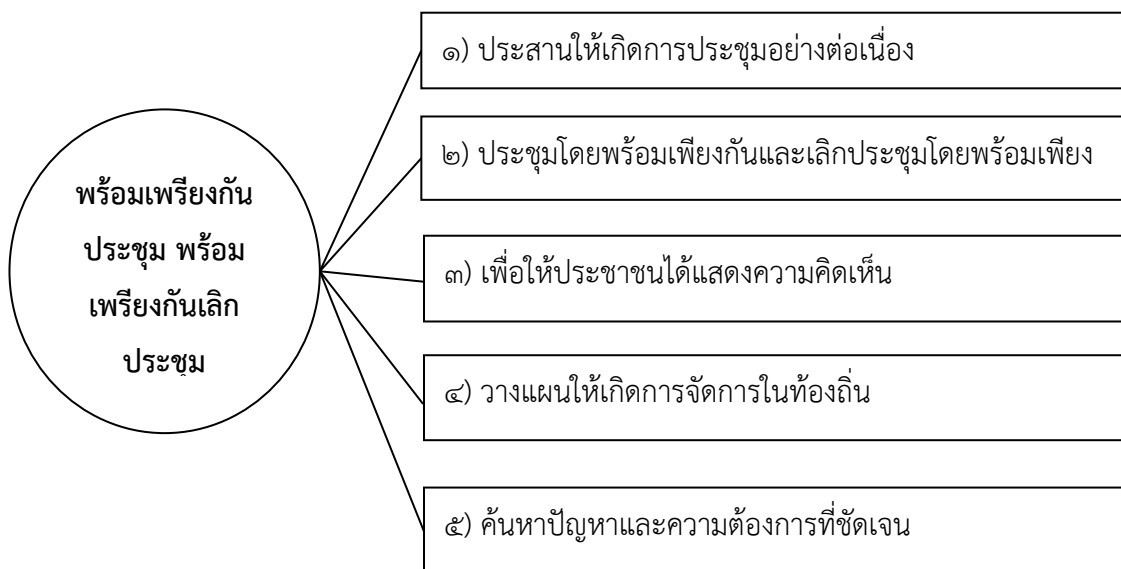 พร้อมเพรียงกัน
ประชุม พร้อม
เพรียงกันเลิก
ประชุม
๑) ประสานให้เกิดการประชุมอย่างต่อเนื่อง
๒) ประชุมโดยพร้อมเพียงกันและเลิกประชุมโดยพร้อมเพียง
๓) เพื่อให้ประชาชนได้แสดงความคิดเห็น
๔) วางแผนให้เกิดการจัดการในท้องถิ่น
๕) ค้นหาปัญหาและความต้องการที่ชัดเจน